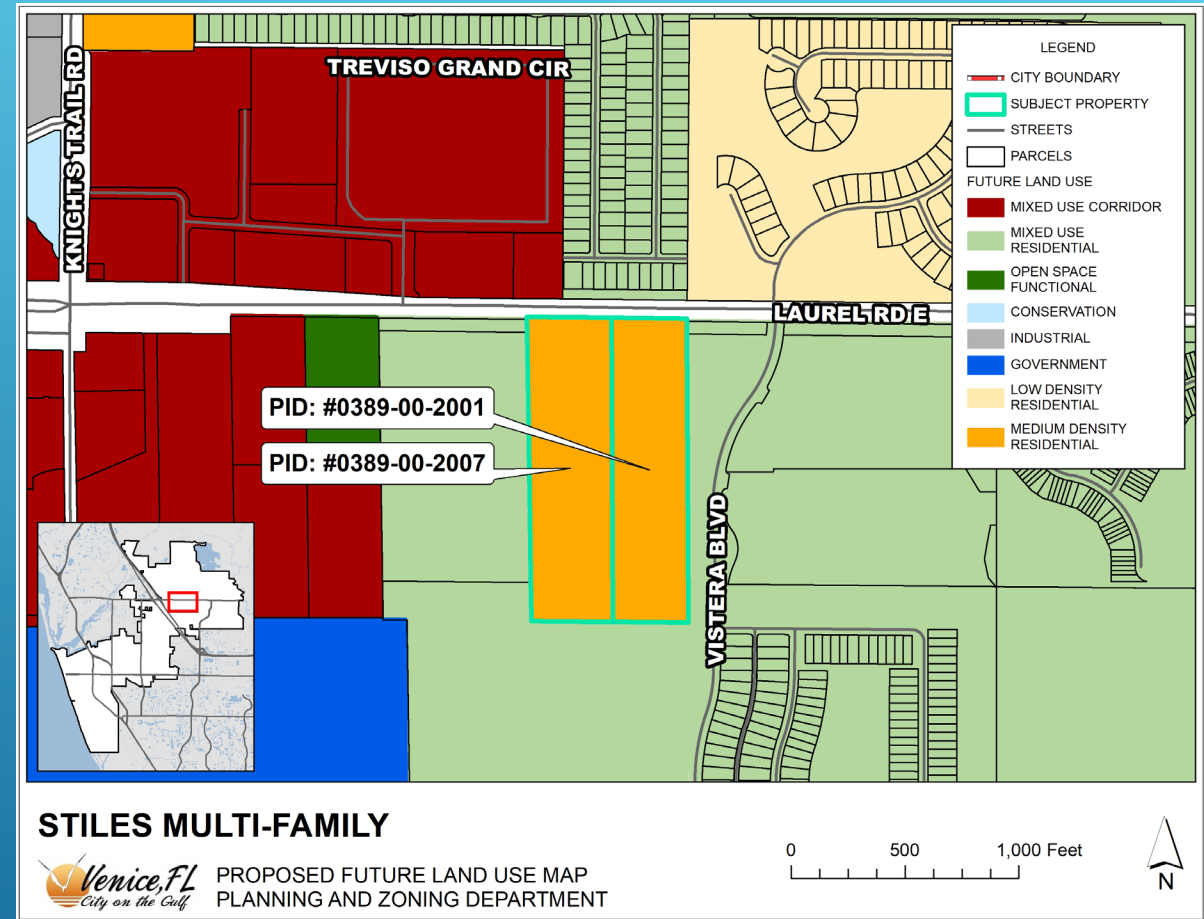 TREVISO GRAND CIR
KNIGHTS TRAIL RD
LAUREL RD E
PID: #0389-00-2001
PID: #0389-00-2007
VISTERA BLVD
LEGEND
CITY BOUNDARY
SUBJECT PROPERTY
STREETS
PARCELS
FUTURE LAND USE
MIXED USE CORRIDOR
MIXED USE
RESIDENTIAL
OPEN SPACE
FUNCTIONAL
CONSERVATION
INDUSTRIAL
GOVERNMENT
LOW DENSITY
RESIDENTIAL
MEDIUM DENSITY
RESIDENTIAL
STILES MULTI-FAMILY
Venice, FL
City on the Gulf
PROPOSED FUTURE LAND USE MAP
PLANNING AND ZONING DEPARTMENT
0 500 1,000 Feet
N